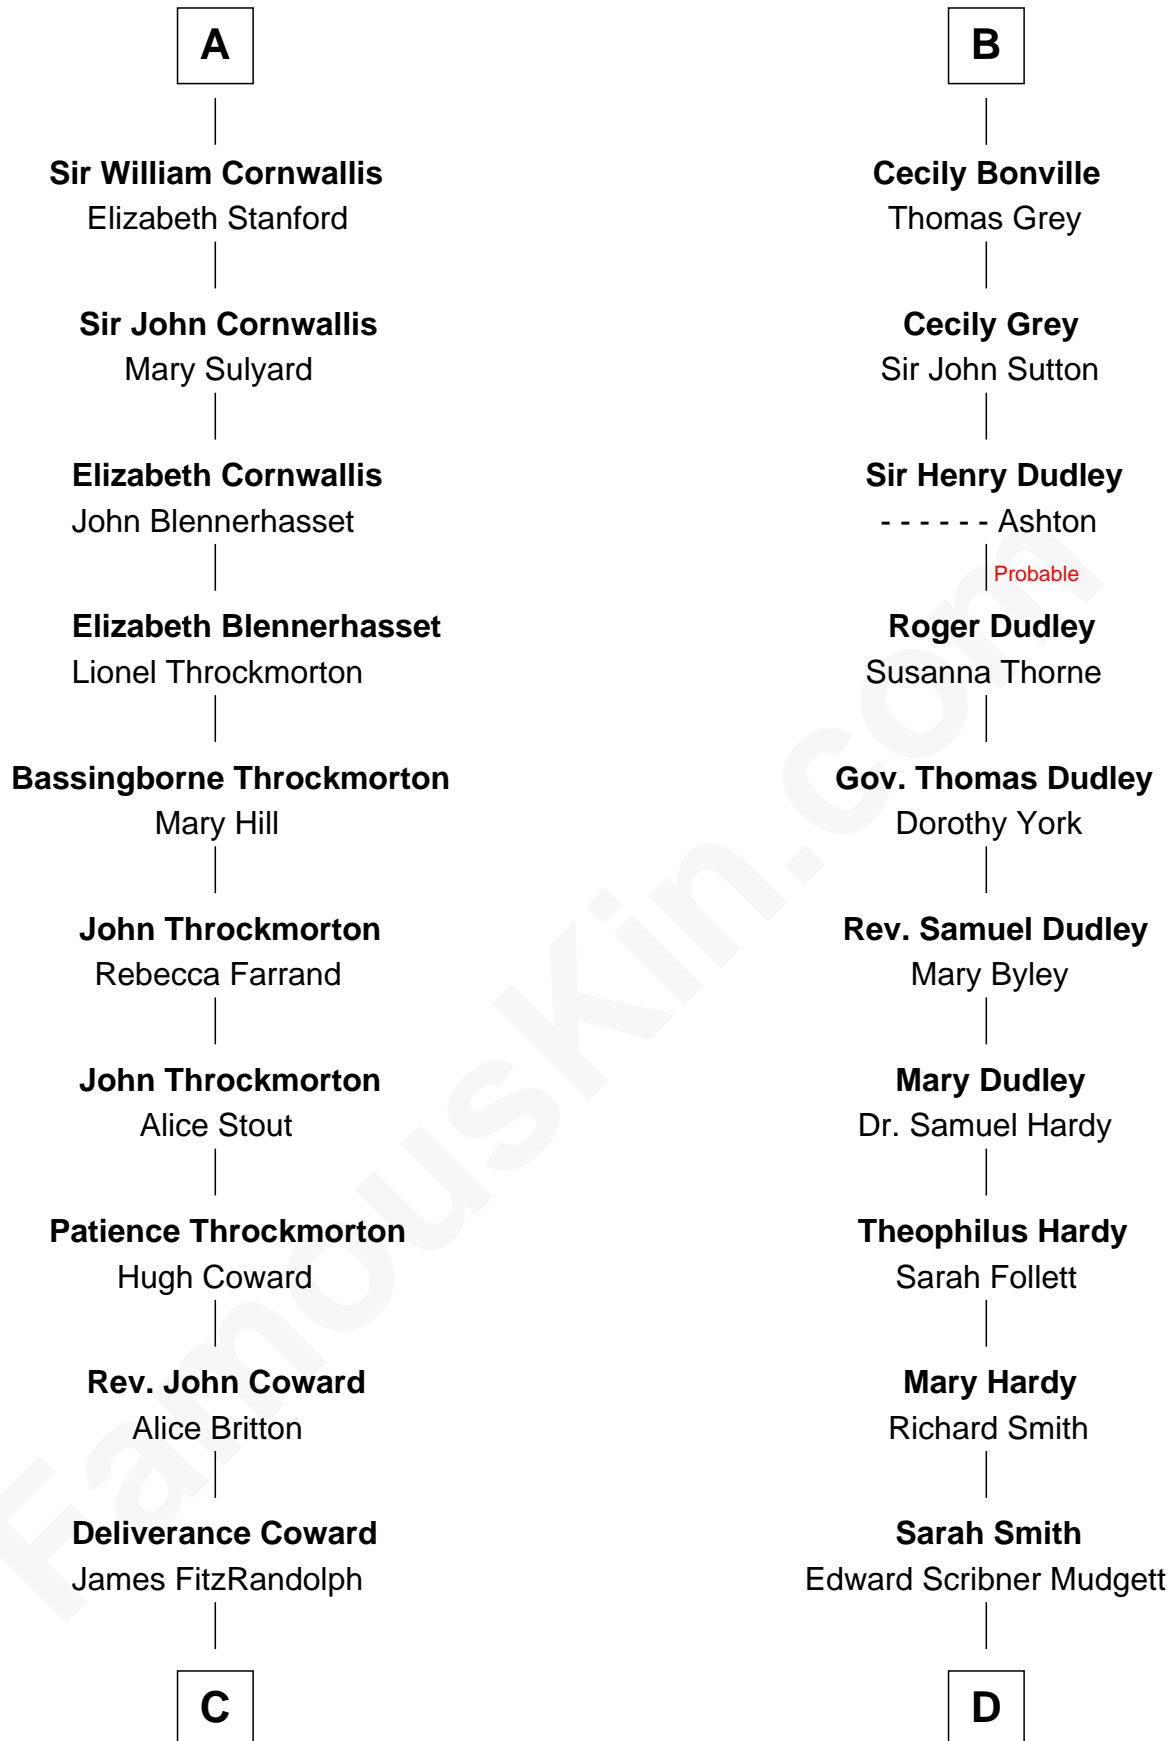 A
Sir William Cornwallis
Elizabeth Stanford
Sir John Cornwallis
Mary Sulyard
Elizabeth Cornwallis
John Blennerhasset
Elizabeth Blennerhasset
Lionel Throckmorton
Bassingborne Throckmorton
Mary Hill
John Throckmorton
Rebecca Farrand
John Throckmorton
Alice Stout
Patience Throckmorton
Hugh Coward
Rev. John Coward
Alice Britton
Deliverance Coward
James FitzRandolph
C
B
Cecily Bonville
Thomas Grey
Cecily Grey
Sir John Sutton
Sir Henry Dudley
- - - - - - Ashton
Probable
Roger Dudley
Susanna Thorne
Gov. Thomas Dudley
Dorothy York
Rev. Samuel Dudley
Mary Byley
Mary Dudley
Dr. Samuel Hardy
Theophilus Hardy
Sarah Follett
Mary Hardy
Richard Smith
Sarah Smith
Edward Scribner Mudgett
D
FamousKin.com